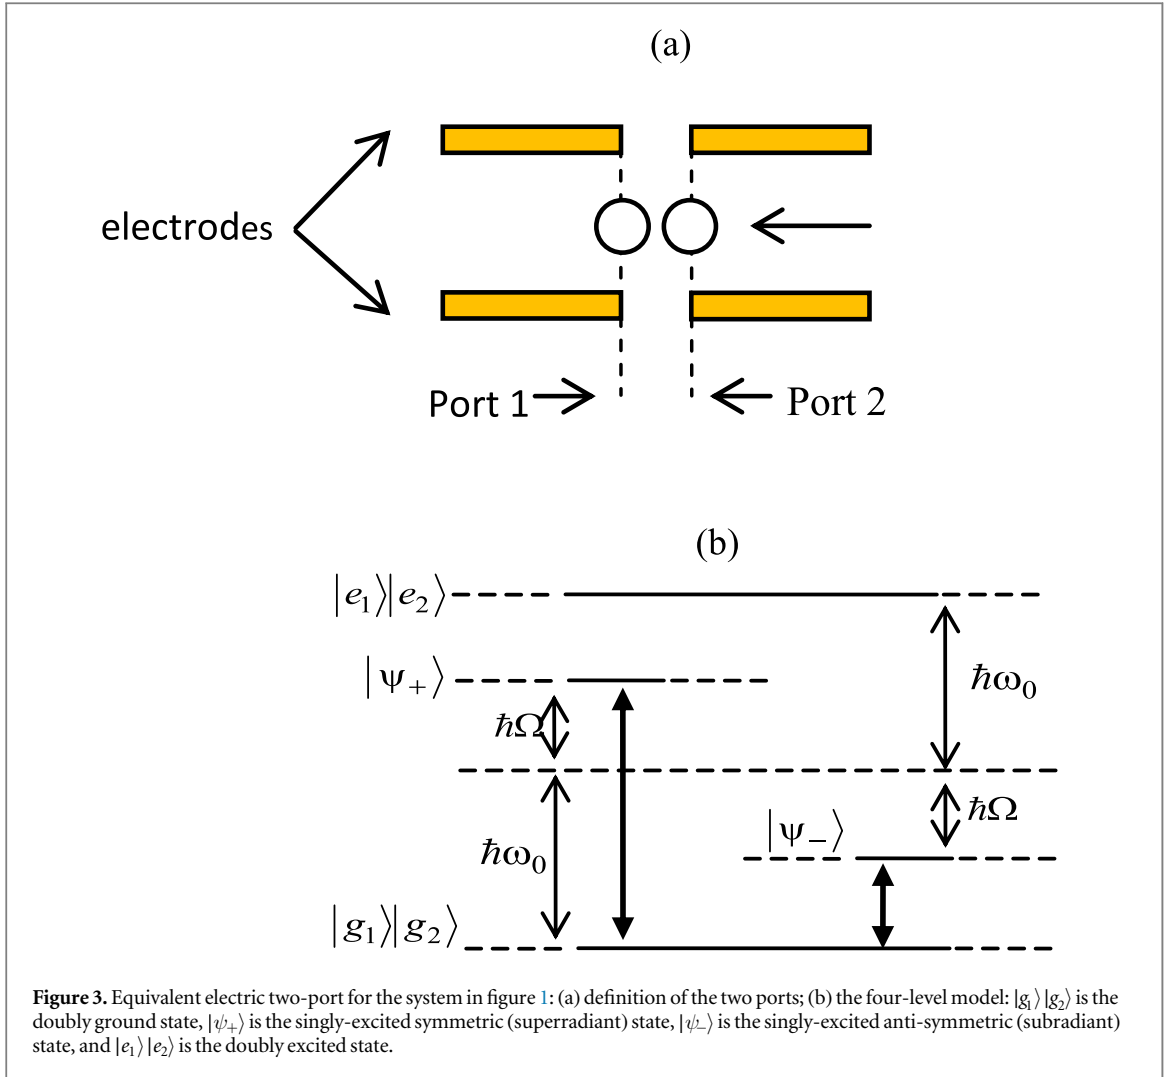 (a)
electrodes
Port 1
Port 2
(b)
|e₁⟩|e₂⟩
|ψ₊⟩
ħω₀
ħΩ
ħΩ
|ψ₋⟩
ħω₀
|g₁⟩|g₂⟩
Figure 3. Equivalent electric two-port for the system in figure 1: (a) definition of the two ports; (b) the four-level model: |g₁⟩|g₂⟩ is the
doubly ground state, |ψ₊⟩ is the singly-excited symmetric (superradiant) state, |ψ₋⟩ is the singly-excited anti-symmetric (subradiant)
state, and |e₁⟩|e₂⟩ is the doubly excited state.